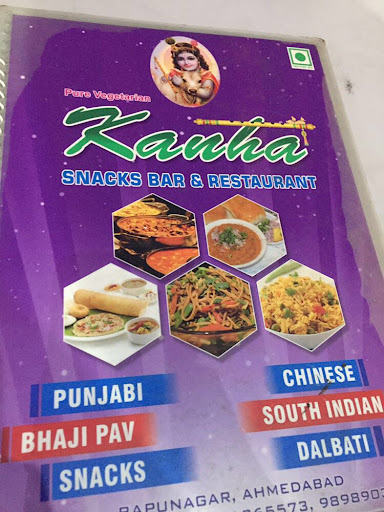 Pure Vegetarian
Kanha
SNACKS BAR & RESTAURANT
PUNJABI
CHINESE
BHAJI PAV
SOUTH INDIAN
SNACKS
DALBATI
BAPUNAGAR, AHMEDABAD